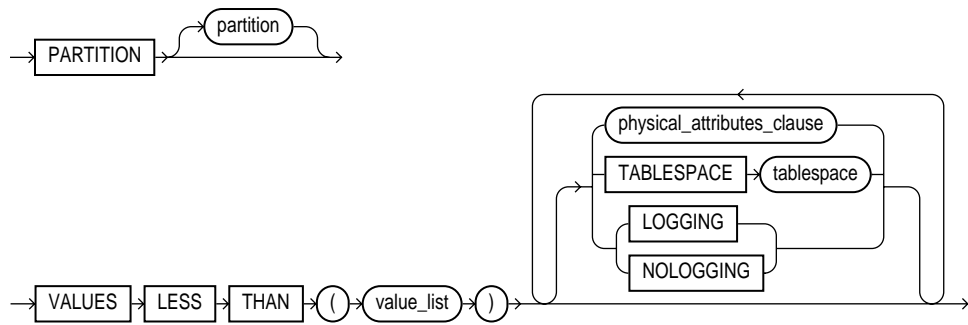 partition
PARTITION
physical_attributes_clause
TABLESPACE tablespace
LOGGING
NOLOGGING
VALUES LESS THAN ( value_list )